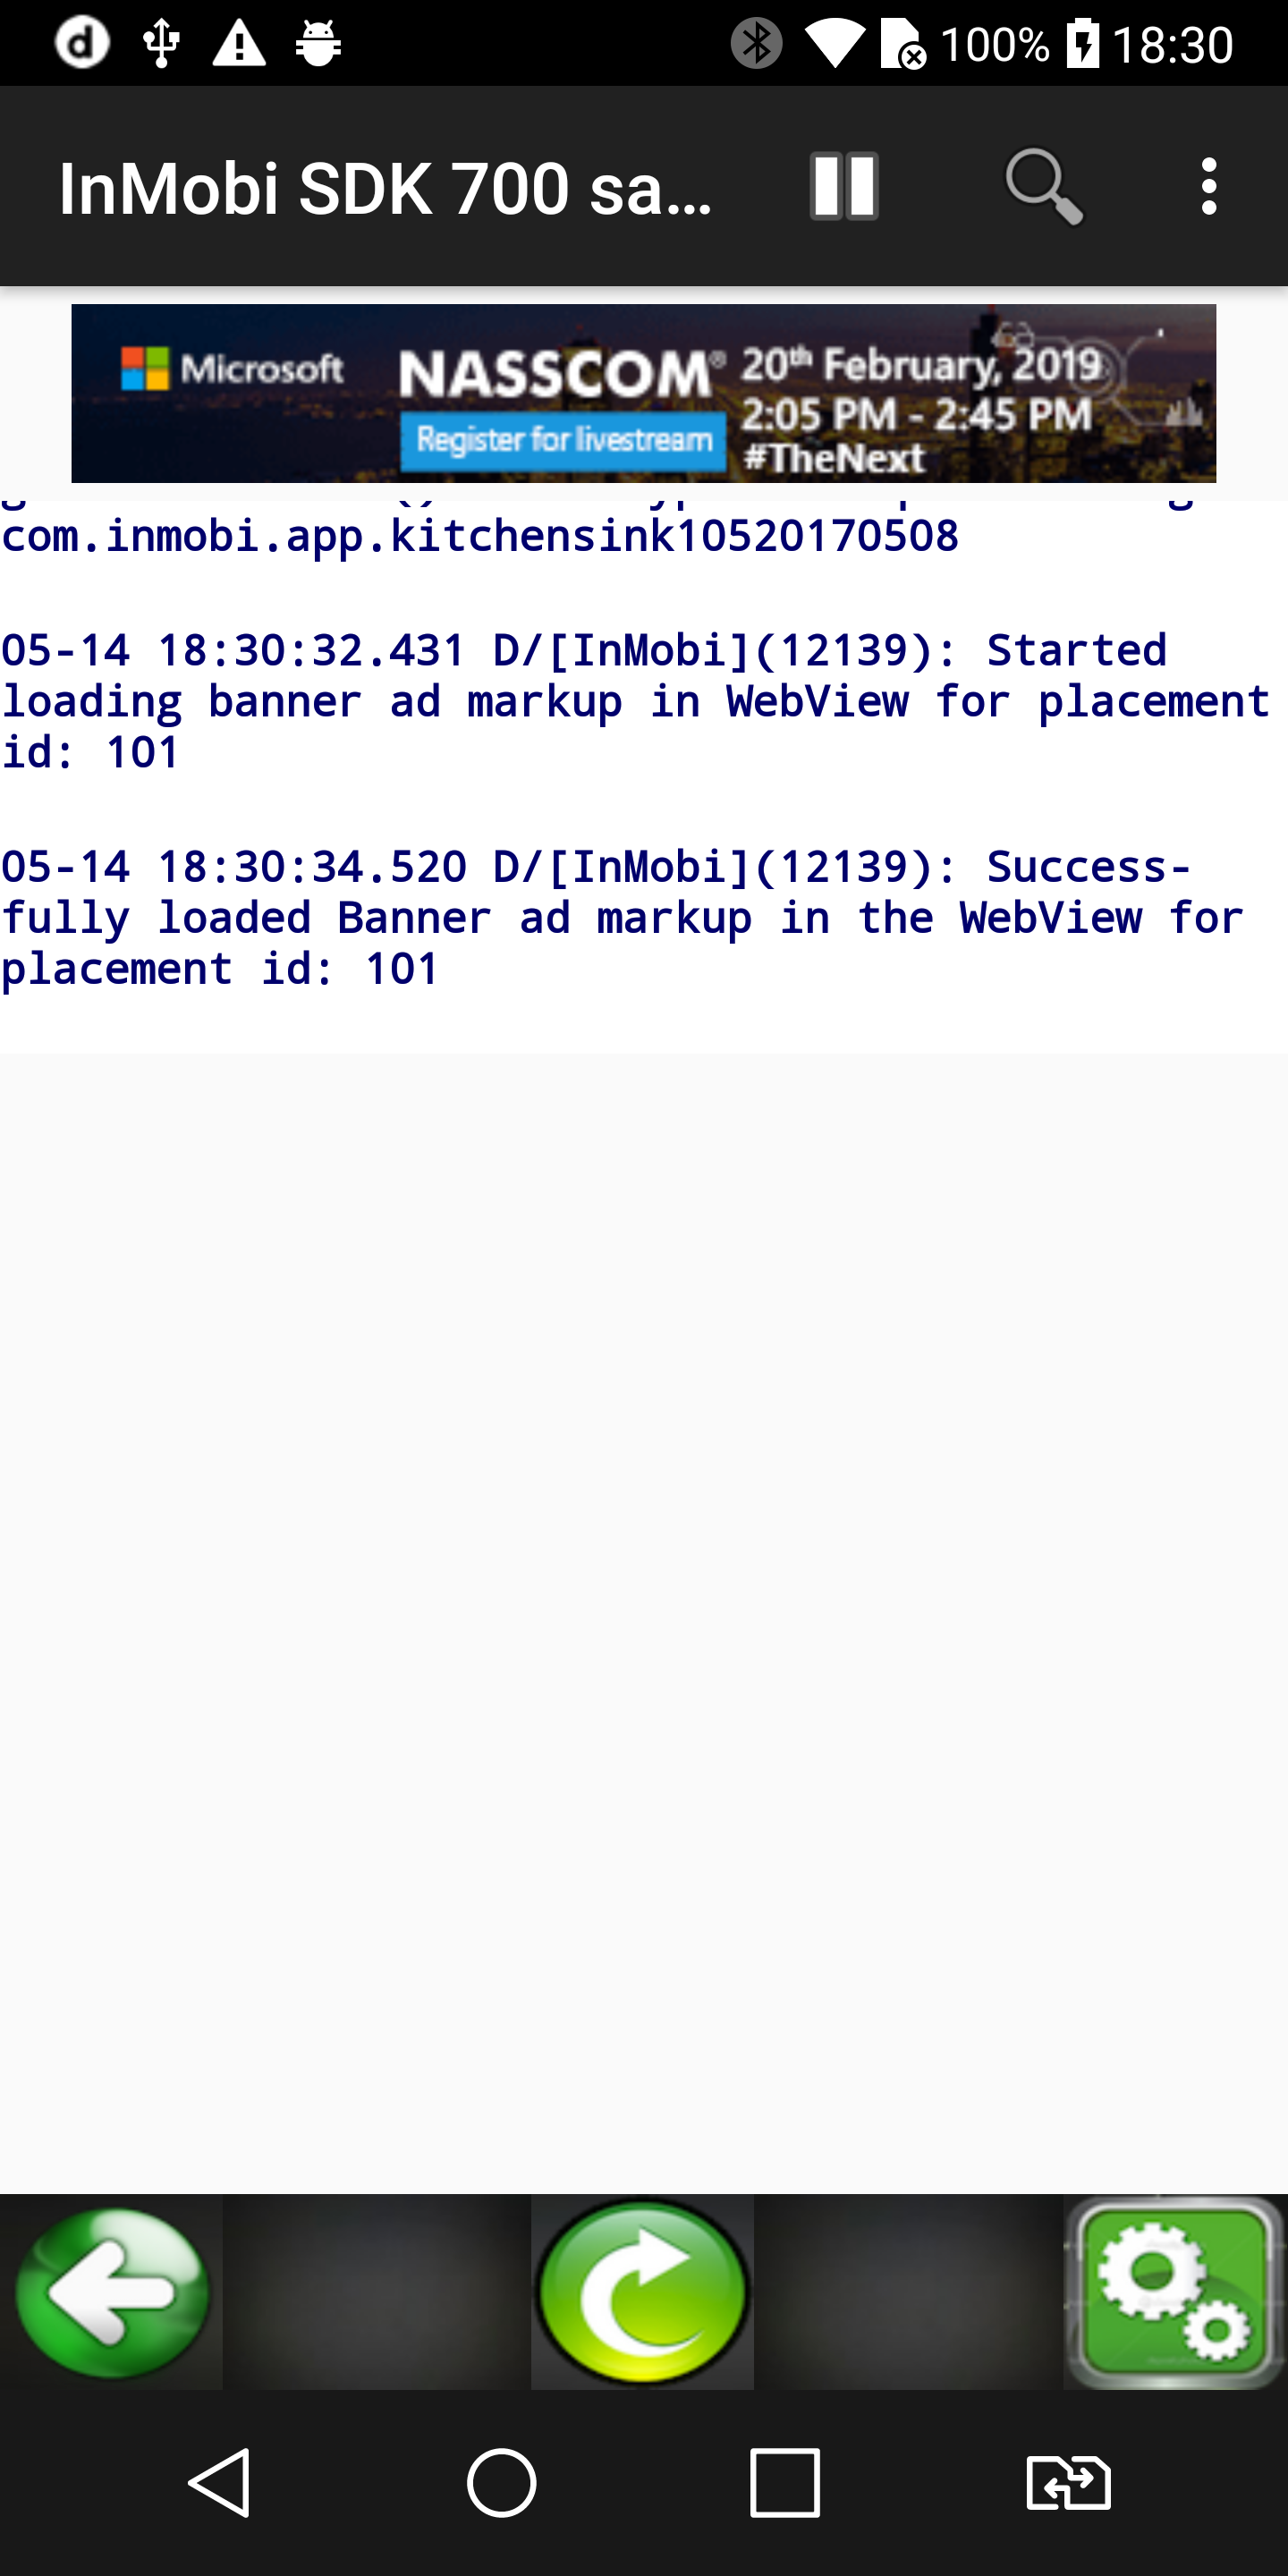 100% 18:30
InMobi SDK 700 sa...
Microsoft
NASSCOM®
Register for livestream
20th February, 2019
2:05 PM - 2:45 PM
#TheNext
com.inmobi.app.kitchensink10520170508
05-14 18:30:32.431 D/[InMobi](12139): Started
loading banner ad markup in WebView for placement
id: 101
05-14 18:30:34.520 D/[InMobi](12139): Success-
fully loaded Banner ad markup in the WebView for
placement id: 101